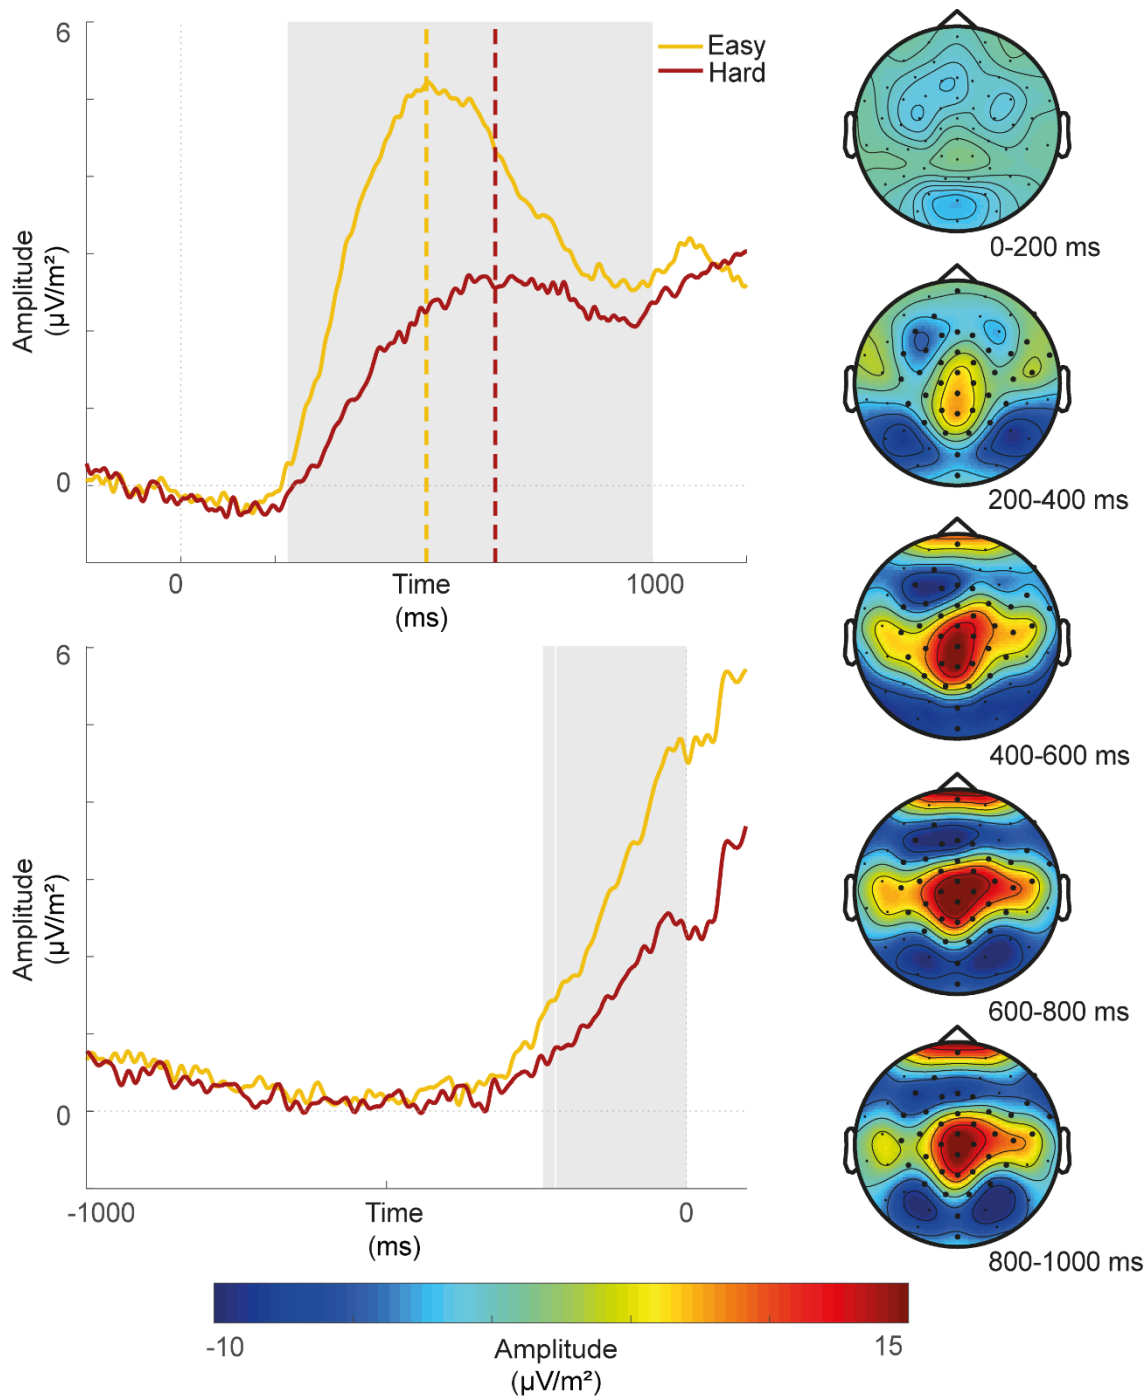 6
Easy
Hard
Amplitude
(µV/m²)
0
0
Time
(ms)
1000
0-200 ms
200-400 ms
400-600 ms
6
Amplitude
(µV/m²)
0
-1000
Time
(ms)
0
600-800 ms
800-1000 ms
-10
Amplitude
(µV/m²)
15